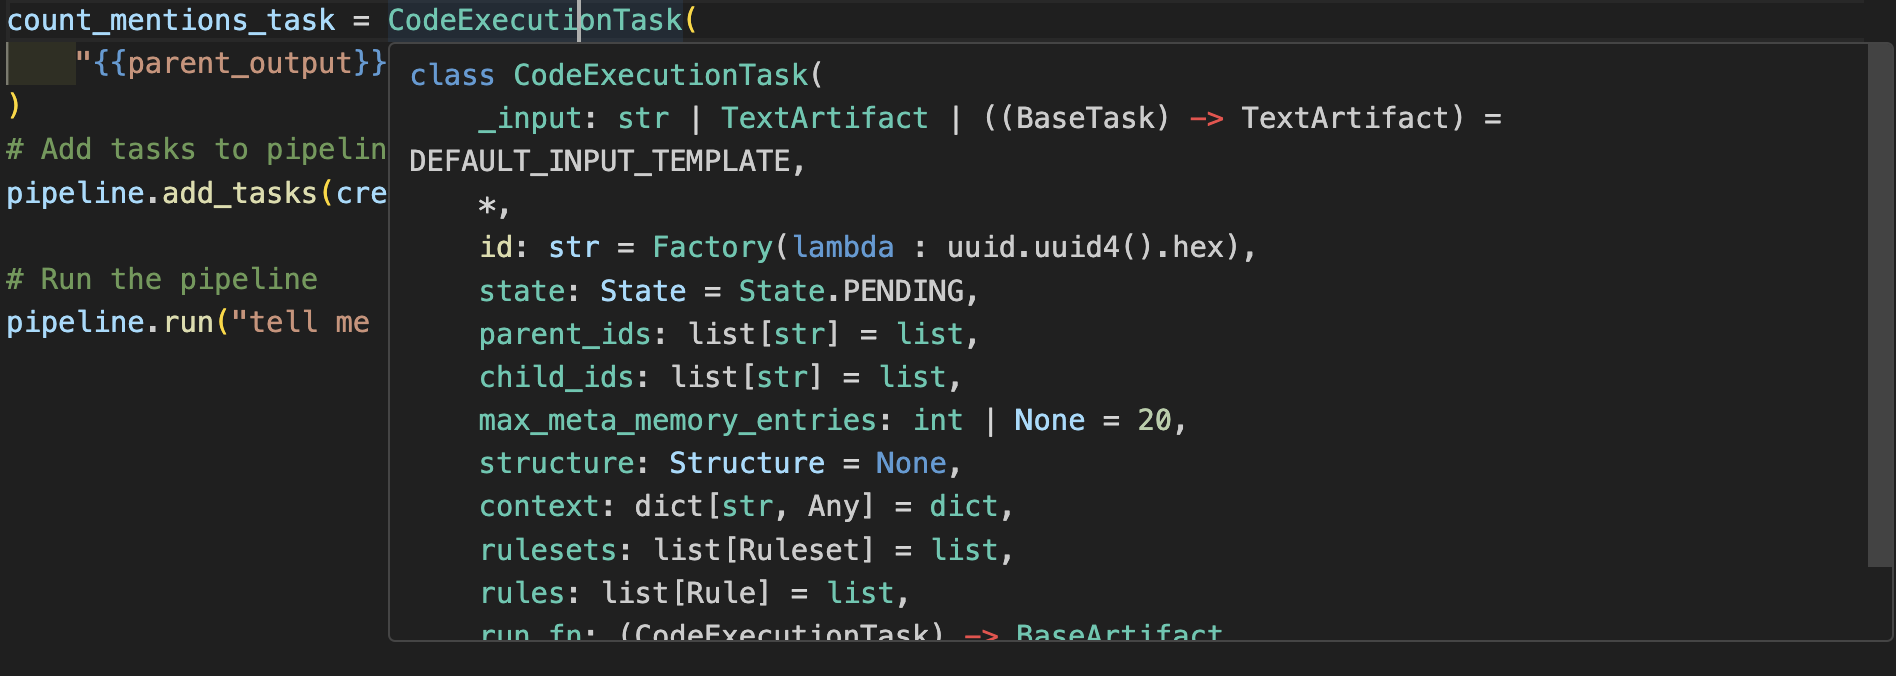 count_mentions_task = CodeExecutionTask(
"{{parent_output}}
)
# Add tasks to pipelin
pipeline.add_tasks(cre
# Run the pipeline
pipeline.run("tell me
class CodeExecutionTask(
    _input: str | TextArtifact | ((BaseTask) -> TextArtifact) =
DEFAULT_INPUT_TEMPLATE,
    *,
    id: str = Factory(lambda : uuid.uuid4().hex),
    state: State = State.PENDING,
    parent_ids: list[str] = list,
    child_ids: list[str] = list,
    max_meta_memory_entries: int | None = 20,
    structure: Structure = None,
    context: dict[str, Any] = dict,
    rulesets: list[Ruleset] = list,
    rules: list[Rule] = list,
    run_fn: (CodeExecutionTask) -> BaseArtifact